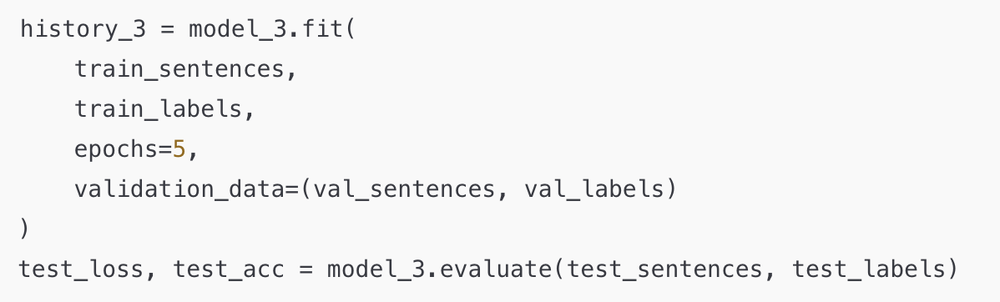 history_3 = model_3.fit(
    train_sentences,
    train_labels,
    epochs=5,
    validation_data=(val_sentences, val_labels)
)
test_loss, test_acc = model_3.evaluate(test_sentences, test_labels)